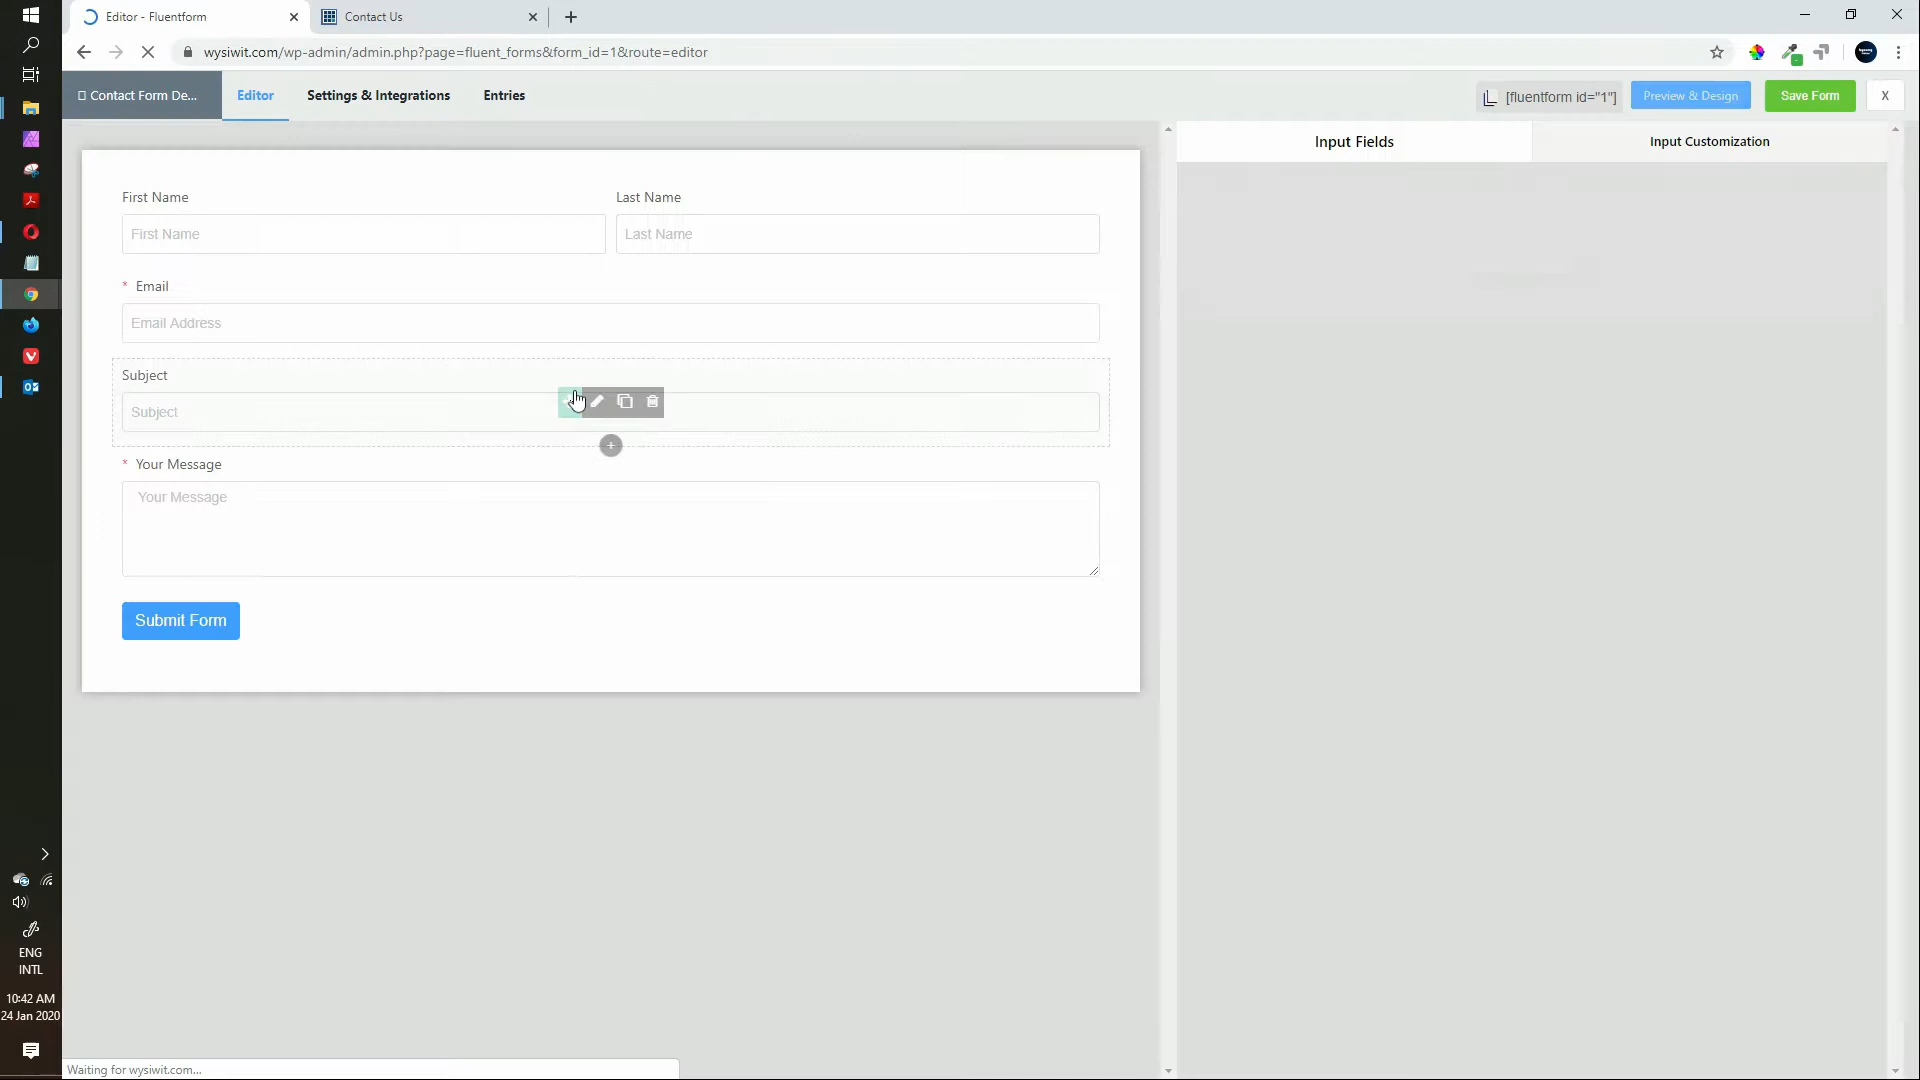 Editor - Fluentform
Contact Us
wysiwit.com/wp-admin/admin.php?page=fluent_forms&form_id=1&route=editor
Contact Form De...
Editor
Settings & Integrations
Entries
[fluentform id="1"]
Preview & Design
Save Form
X
Input Fields
Input Customization
First Name
Last Name
First Name
Last Name
* Email
Email Address
Subject
Subject
* Your Message
Your Message
Submit Form
ENG
INTL
10:42 AM
24 Jan 2020
Waiting for wysiwit.com...